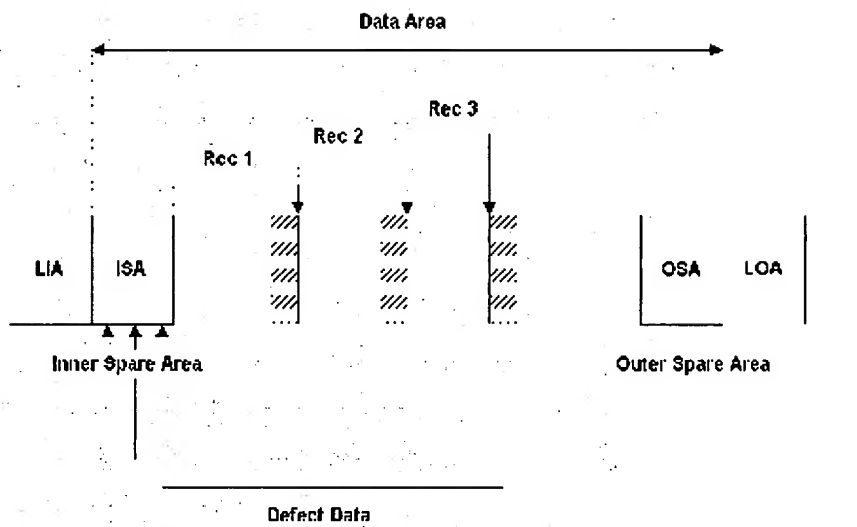 Data Area
Rec 3
Rec 2
Rec 1
LIA ISA OSA LOA
Inner Spare Area Outer Spare Area
Defect Data